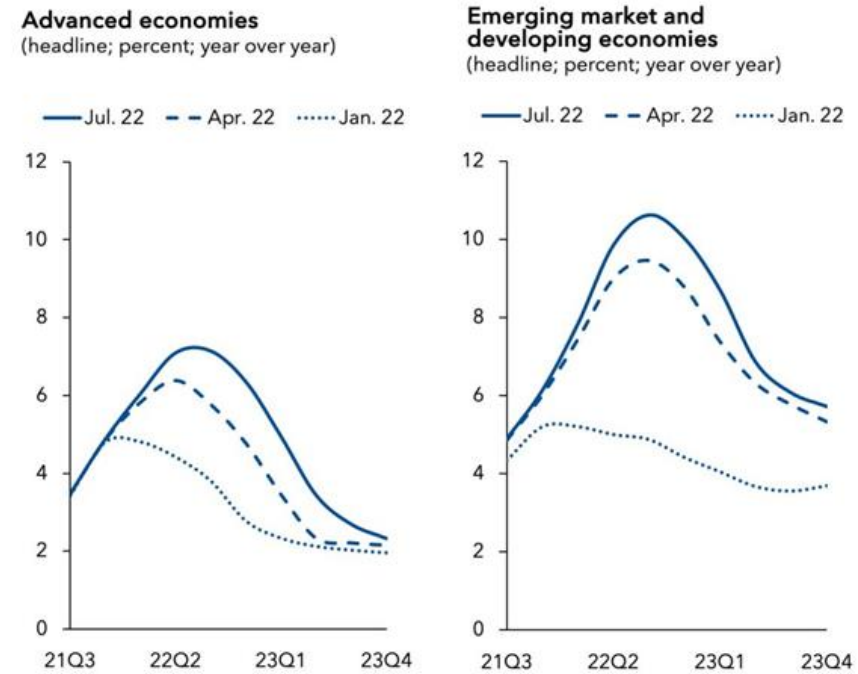 Advanced economies
(headline; percent; year over year)
Jul. 22 Apr. 22 Jan. 22
12
10
8
6
4
2
0
21Q3 22Q2 23Q1 23Q4
Emerging market and
developing economies
(headline; percent; year over year)
Jul. 22 Apr. 22 Jan. 22
12
10
8
6
4
2
0
21Q3 22Q2 23Q1 23Q4